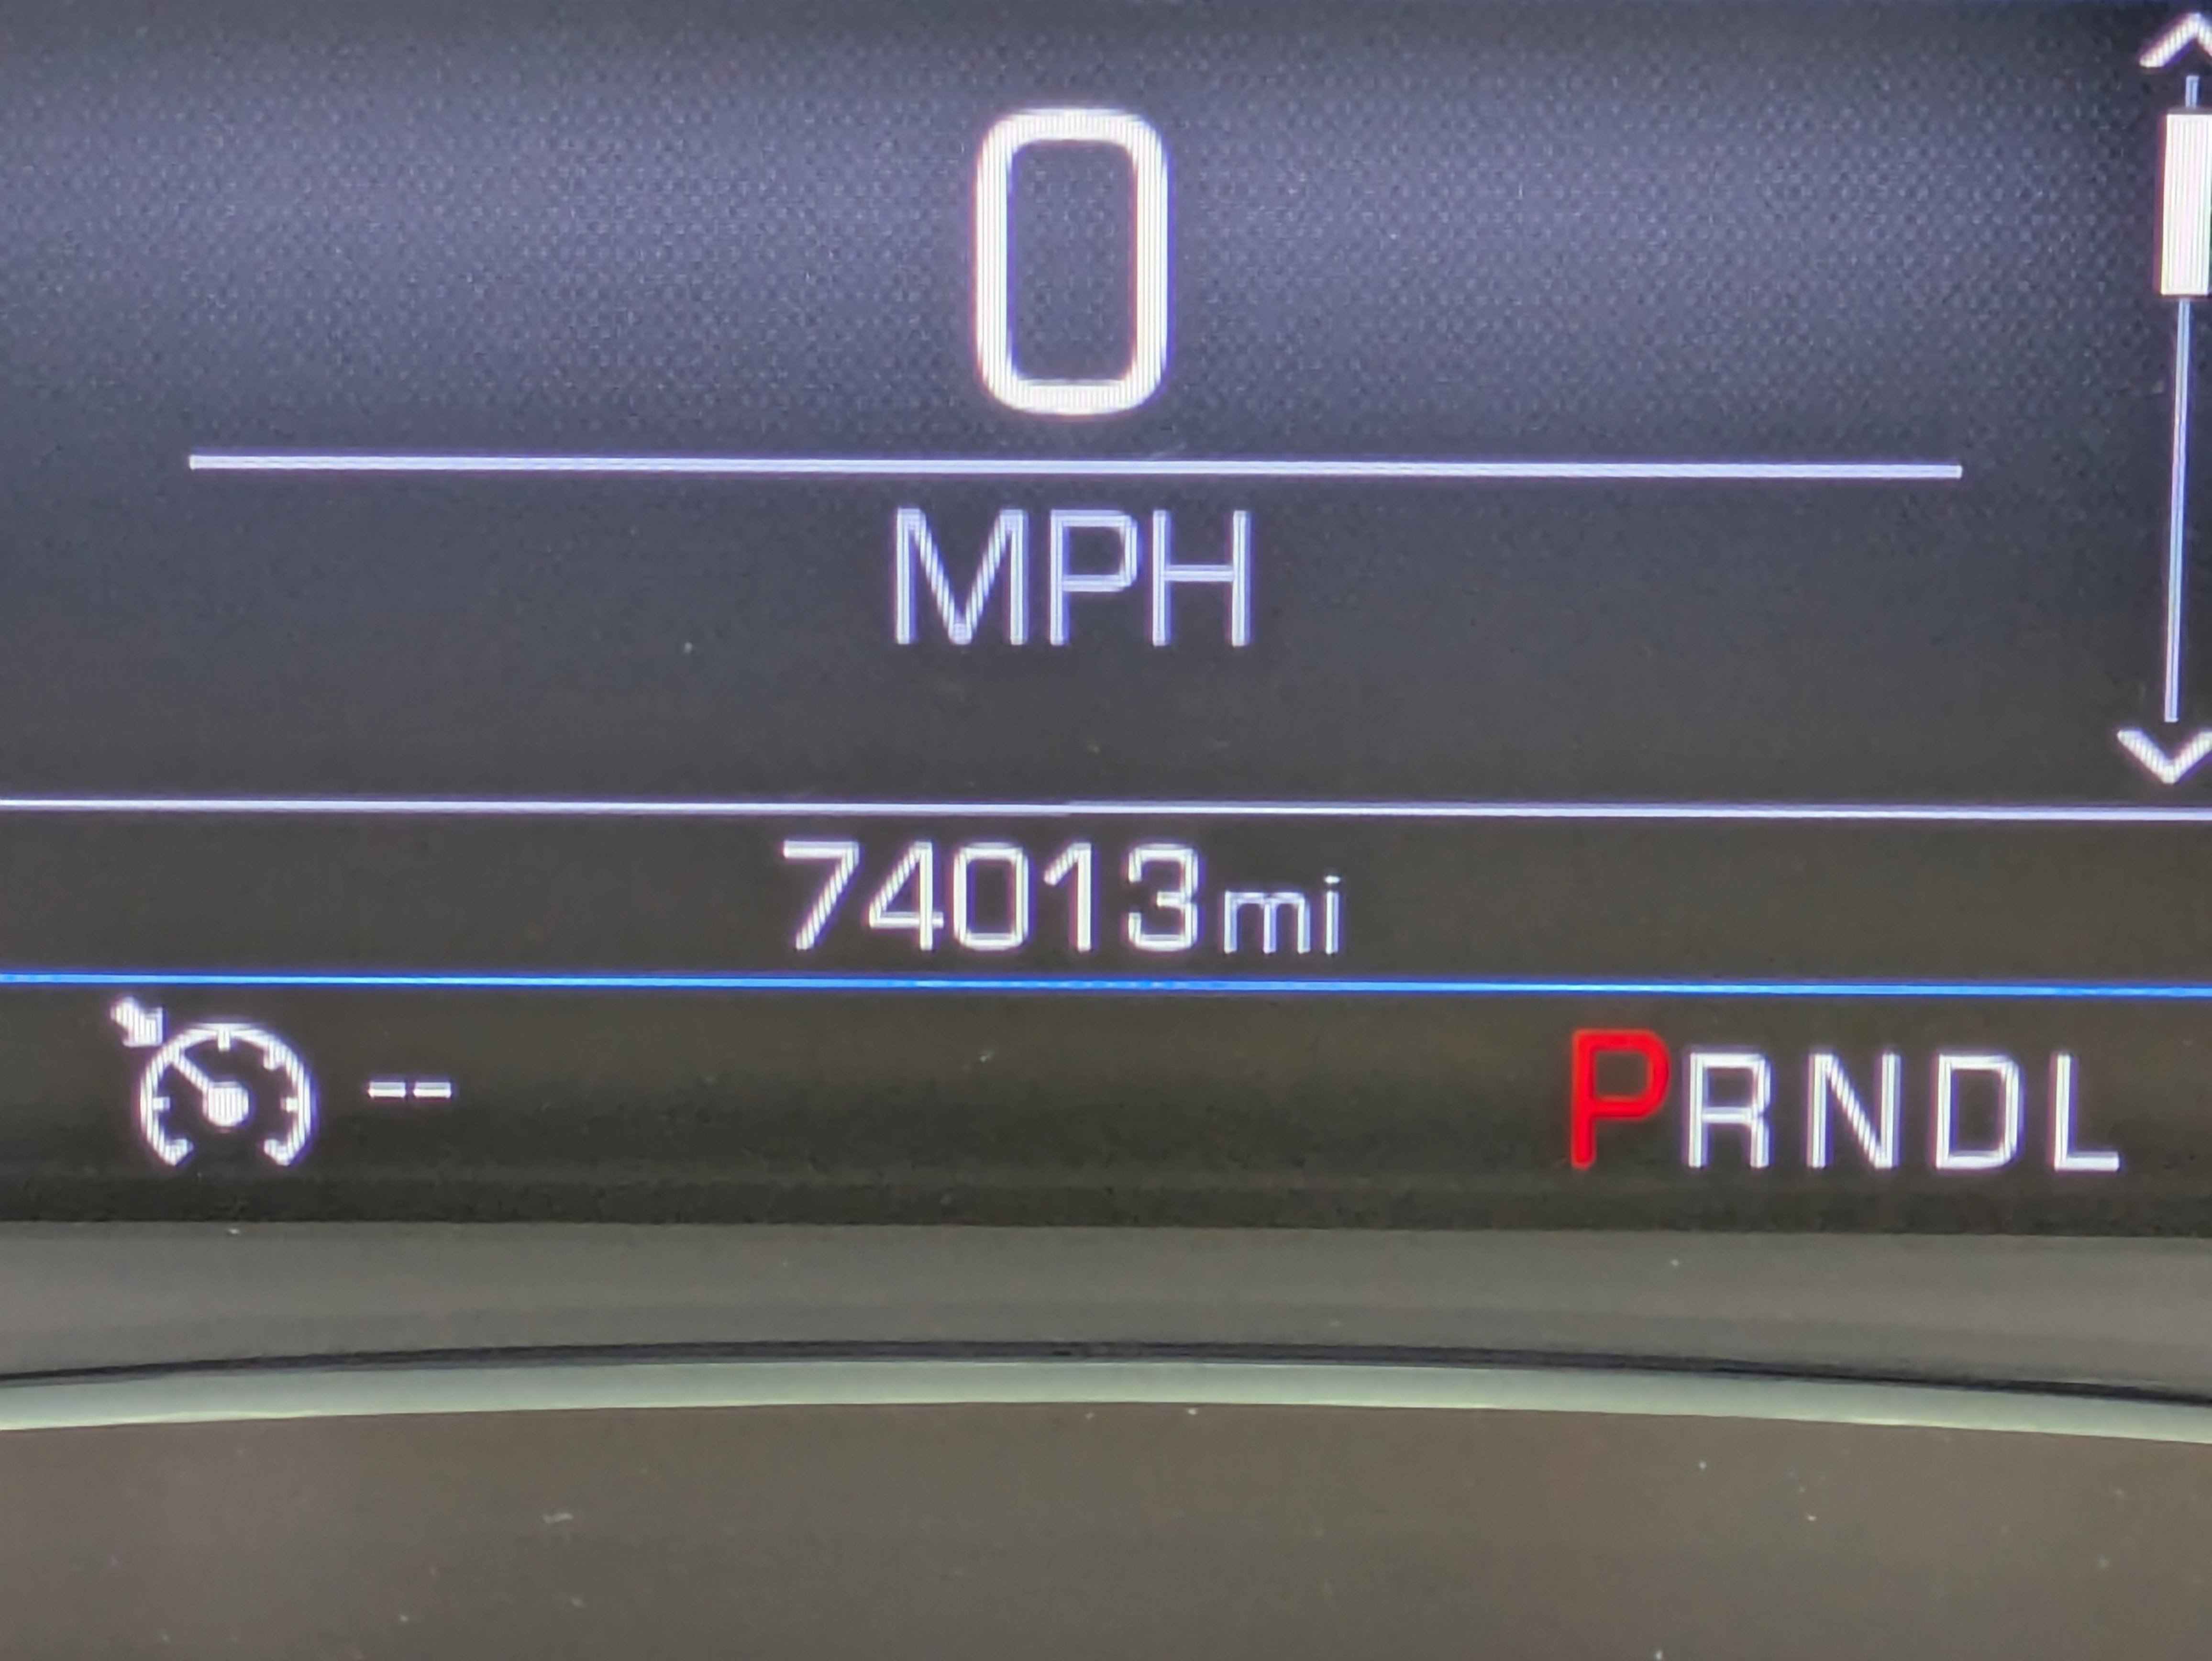 0
MPH
74013mi
-- PRNDL